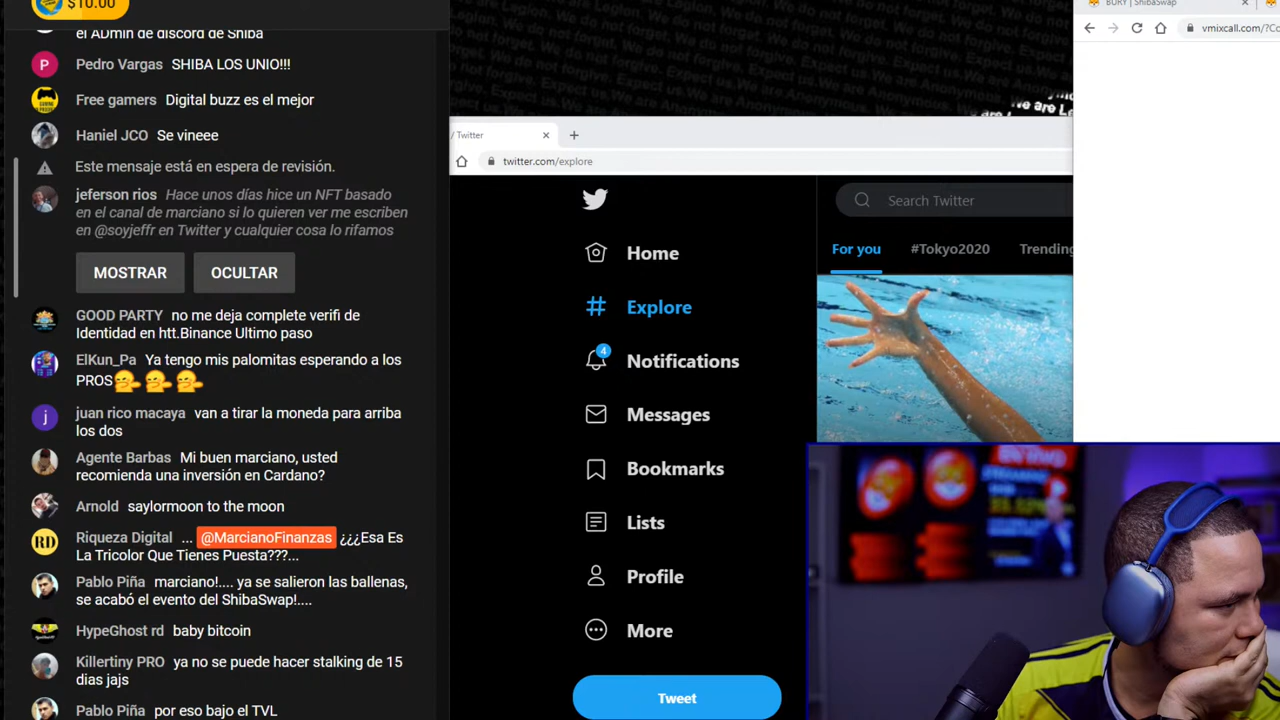 $10.00
el ADmin de discord de Shiba
Pedro Vargas SHIBA LOS UNIO!!!
Free gamers Digital buzz es el mejor
Haniel JCO Se vineee
Este mensaje está en espera de revisión.
jeferson rios Hace unos días hice un NFT basado
en el canal de marciano si lo quieren ver me escriben
en @soyjeffr en Twitter y cualquier cosa lo rifamos
MOSTRAR OCULTAR
GOOD PARTY no me deja complete verifi de
Identidad en htt.Binance Ultimo paso
ElKun_Pa Ya tengo mis palomitas esperando a los
PROS
juan rico macaya van a tirar la moneda para arriba
los dos
Agente Barbas Mi buen marciano, usted
recomienda una inversión en Cardano?
Arnold saylormoon to the moon
Riqueza Digital ... @MarcianoFinanzas ¿¿¿Esa Es
La Tricolor Que Tienes Puesta???...
Pablo Piña marciano!.... ya se salieron las ballenas,
se acabó el evento del ShibaSwap!....
HypeGhost rd baby bitcoin
Killertiny PRO ya no se puede hacer stalking de 15
dias jajs
Pablo Piña por eso bajo el TVL
/ Twitter
twitter.com/explore
Home
Explore
4
Notifications
Messages
Bookmarks
Lists
Profile
More
Tweet
Search Twitter
For you #Tokyo2020 Trending
BURY | ShibaSwap
vmixcall.com/?Co